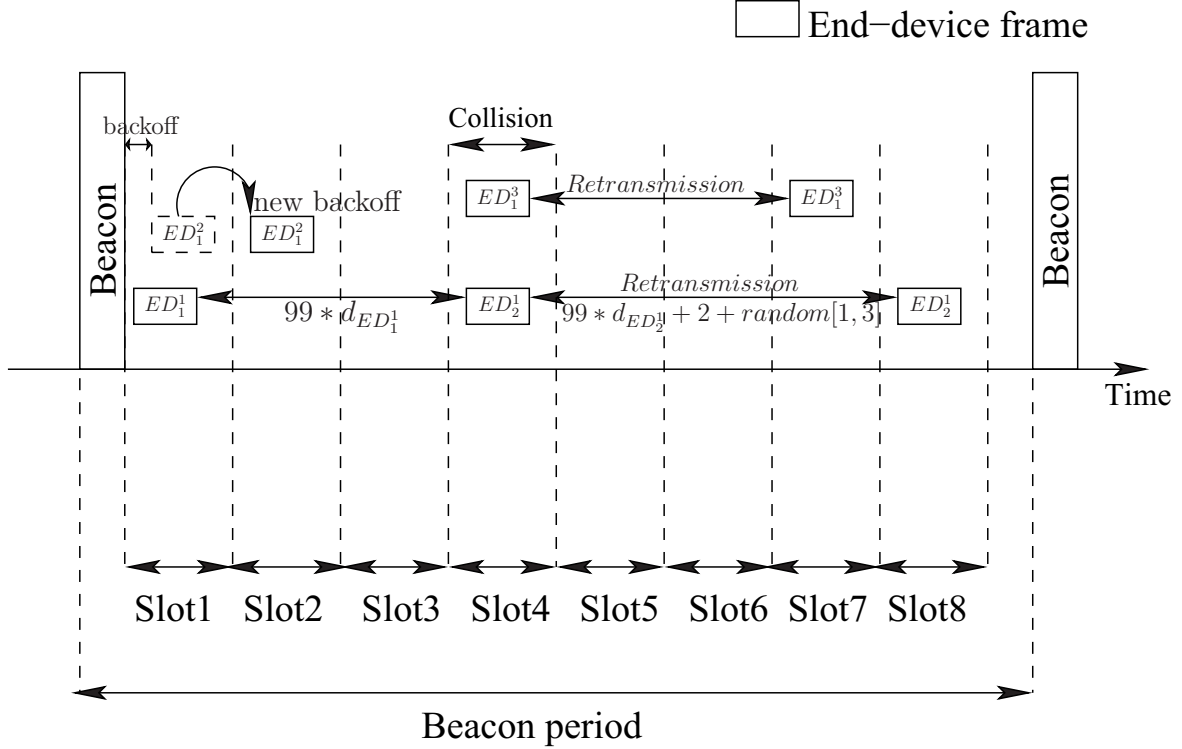 End−device frame
backoff
Collision
Beacon
Beacon
$ED_1^3$
Retransmission
$ED_1^3$
new backoff
$ED_1^2$
$ED_1^2$
$ED_1^1$
$99 * d_{ED_1^1}$
$ED_2^1$
Retransmission
$99 * d_{ED_2^1} + 2 + random[1, 3]$
$ED_2^1$
Time
Slot1 Slot2 Slot3 Slot4 Slot5 Slot6 Slot7 Slot8
Beacon period